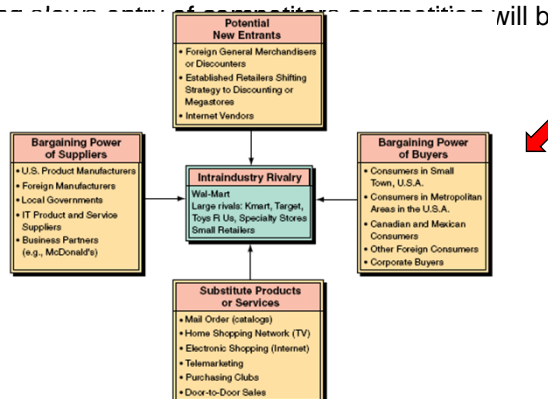 will b
Potential
New Entrants
• Foreign General Merchandisers
or Discounters
• Established Retailers Shifting
Strategy to Discounting or
Megastores
• Internet Vendors
Bargaining Power
of Suppliers
• U.S. Product Manufacturers
• Foreign Manufacturers
• Local Governments
• IT Product and Service
Suppliers
• Business Partners
(e.g., McDonald's)
Intraindustry Rivalry
Wal-Mart
Large rivals: Kmart, Target,
Toys R Us, Specialty Stores
Small Retailers
Bargaining Power
of Buyers
• Consumers in Small
Town, U.S.A.
• Consumers in Metropolitan
Areas in the U.S.A.
• Canadian and Mexican
Consumers
• Other Foreign Consumers
• Corporate Buyers
Substitute Products
or Services
• Mail Order (catalogs)
• Home Shopping Network (TV)
• Electronic Shopping (Internet)
• Telemarketing
• Purchasing Clubs
• Door-to-Door Sales